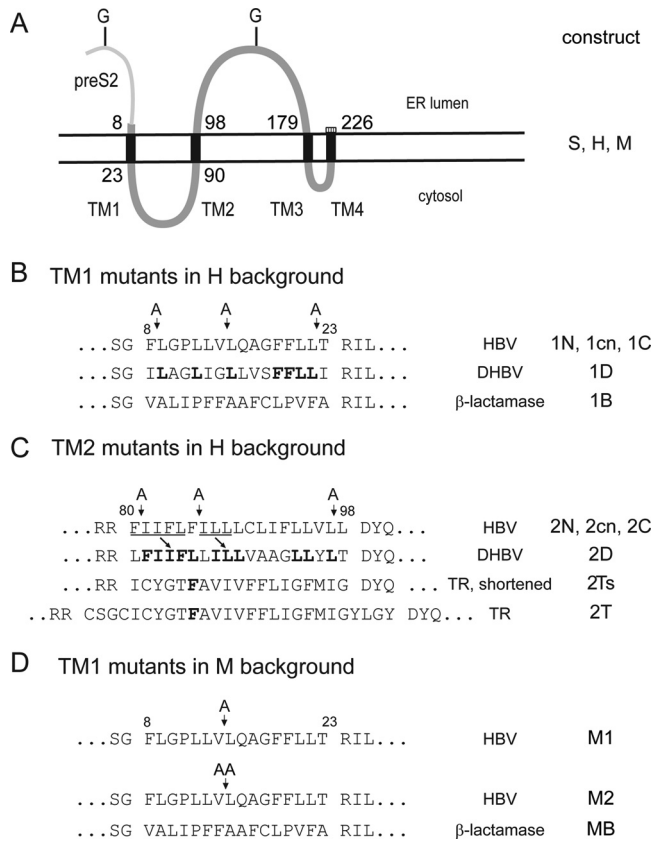 A
G
G
construct
preS2
ER lumen
8
98
179
226
S, H, M
23
90
TM1
TM2
TM3
TM4
cytosol
B TM1 mutants in H background
A A A
8 23
...SG FLGPLLVLQAGFFLLT RIL... HBV 1N, 1cn, 1C
...SG ILAGLIGLLVSFFLLI RIL... DHBV 1D
...SG VALIPFFAAFCLPVFA RIL... β-lactamase 1B
C TM2 mutants in H background
A A A
80 98
...RR FIIFLFILLLCLIFLLVLL DYQ... HBV 2N, 2cn, 2C
...RR LFIIFLLILLVAAGLLYLT DYQ... DHBV 2D
...RR ICYGTFAVIVFFLIGFMIG DYQ... TR, shortened 2Ts
..RR CSGCICYGTFAVIVFFLIGFMIGYLGY DYQ... TR 2T
D TM1 mutants in M background
A
8 23
...SG FLGPLLVLQAGFFLLT RIL... HBV M1
AA
...SG FLGPLLVLQAGFFLLT RIL... HBV M2
...SG VALIPFFAAFCLPVFA RIL... β-lactamase MB